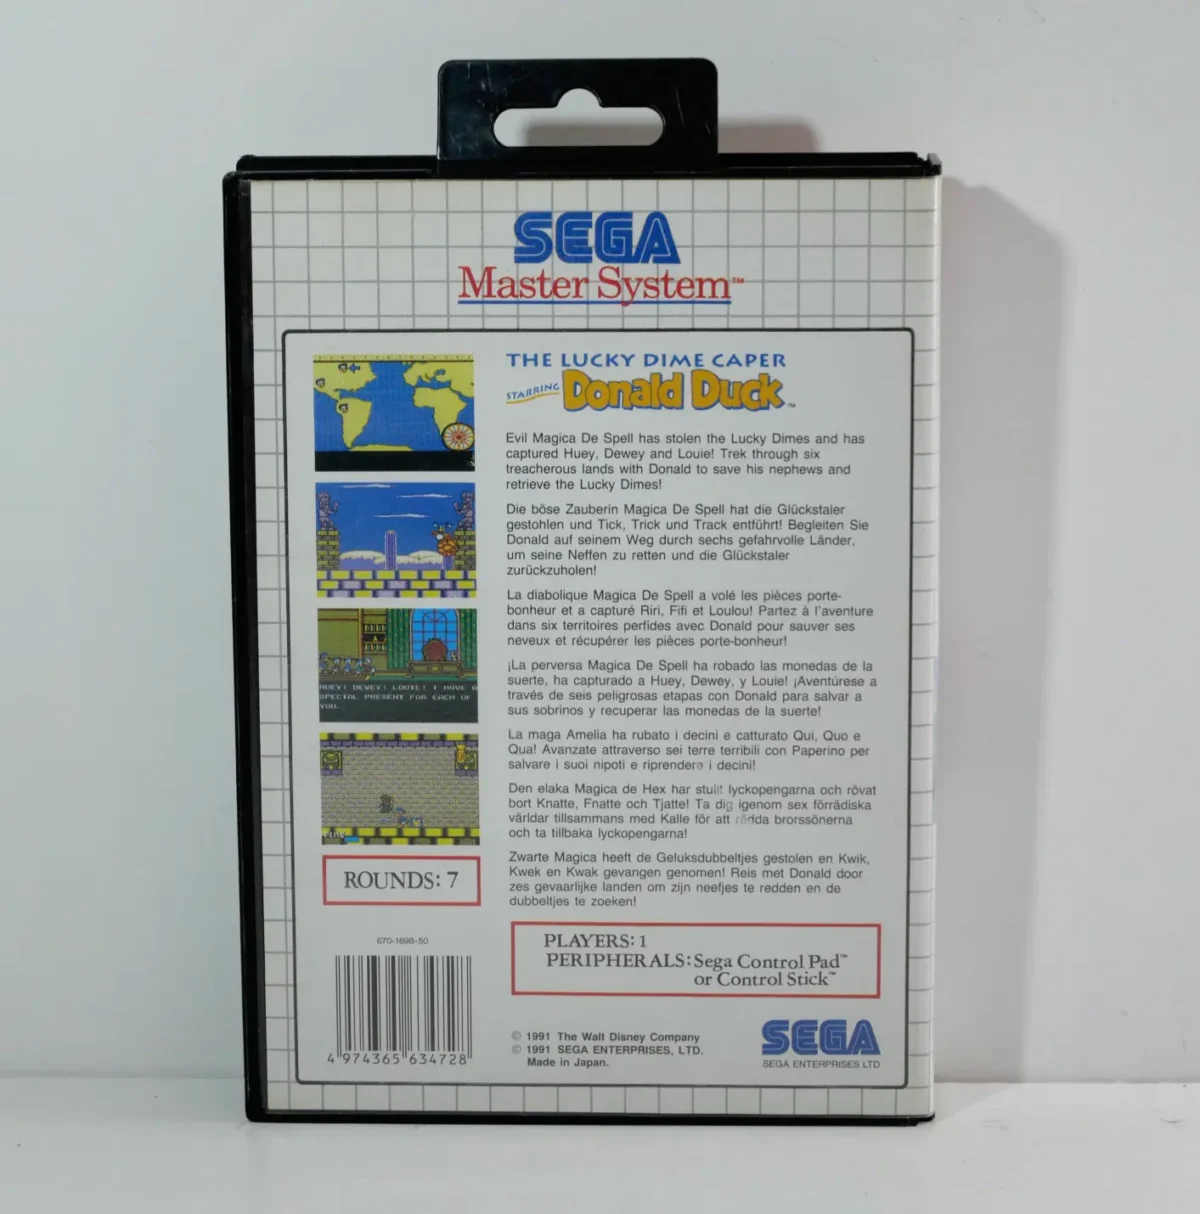 SEGA
Master System™
THE LUCKY DIME CAPER
STARRING Donald Duck™
Evil Magica De Spell has stolen the Lucky Dimes and has
captured Huey, Dewey and Louie! Trek through six
treacherous lands with Donald to save his nephews and
retrieve the Lucky Dimes!
Die böse Zauberin Magica De Spell hat die Glückstaler
gestohlen und Tick, Trick und Track entführt! Begleiten Sie
Donald auf seinem Weg durch sechs gefahrvolle Länder,
um seine Neffen zu retten und die Glückstaler
zurückzuholen!
La diabolique Magica De Spell a volé les pièces porte-
bonheur et a capturé Riri, Fifi et Loulou! Partez à l'aventure
dans six territoires perfides avec Donald pour sauver ses
neveux et récupérer les pièces porte-bonheur!
¡La perversa Magica De Spell ha robado las monedas de la
suerte, ha capturado a Huey, Dewey, y Louie! ¡Aventúrese a
través de seis peligrosas etapas con Donald para salvar a
sus sobrinos y recuperar las monedas de la suerte!
La maga Amelia ha rubato i decini e catturato Qui, Quo e
Qua! Avanzate attraverso sei terre terribili con Paperino per
salvare i suoi nipoti e riprendere i decini!
Den elaka Magica de Hex har stulit lyckopengarna och rövat
bort Knatte, Fnatte och Tjatte! Ta dig igenom sex förrädiska
världar tillsammans med Kalle för att rädda brorssönerna
och ta tillbaka lyckopengarna!
Zwarte Magica heeft de Geluksdubbeltjes gestolen en Kwik,
Kwek en Kwak gevangen genomen! Reis met Donald door
zes gevaarlijke landen om zijn neefjes te redden en de
dubbeltjes te zoeken!
HUEY! DEWEY! LOUIE! I HAVE A
SPECIAL PRESENT FOR EACH OF
YOU.
ROUNDS: 7
PLAYERS: 1
PERIPHERALS: Sega Control Pad™
or Control Stick™
670-1698-50
4 974365 634728
© 1991 The Walt Disney Company
© 1991 SEGA ENTERPRISES, LTD.
Made in Japan.
SEGA
SEGA ENTERPRISES LTD